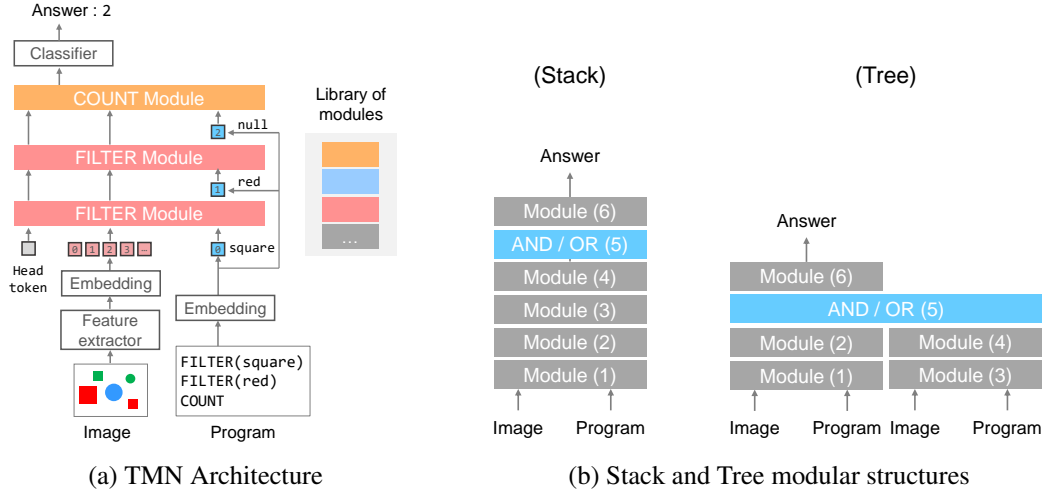 Answer : 2
Classifier
COUNT Module
2
null
FILTER Module
1
red
FILTER Module
0 1 2 3 …
0
square
Head
token
Embedding
Embedding
Feature
extractor
FILTER(square)
FILTER(red)
COUNT
Image
Program
Library of
modules
...
(a) TMN Architecture
(Stack)
Answer
Module (6)
AND / OR (5)
Module (4)
Module (3)
Module (2)
Module (1)
Image
Program
(Tree)
Answer
Module (6)
AND / OR (5)
Module (2)
Module (4)
Module (1)
Module (3)
Image
Program
Image
Program
(b) Stack and Tree modular structures